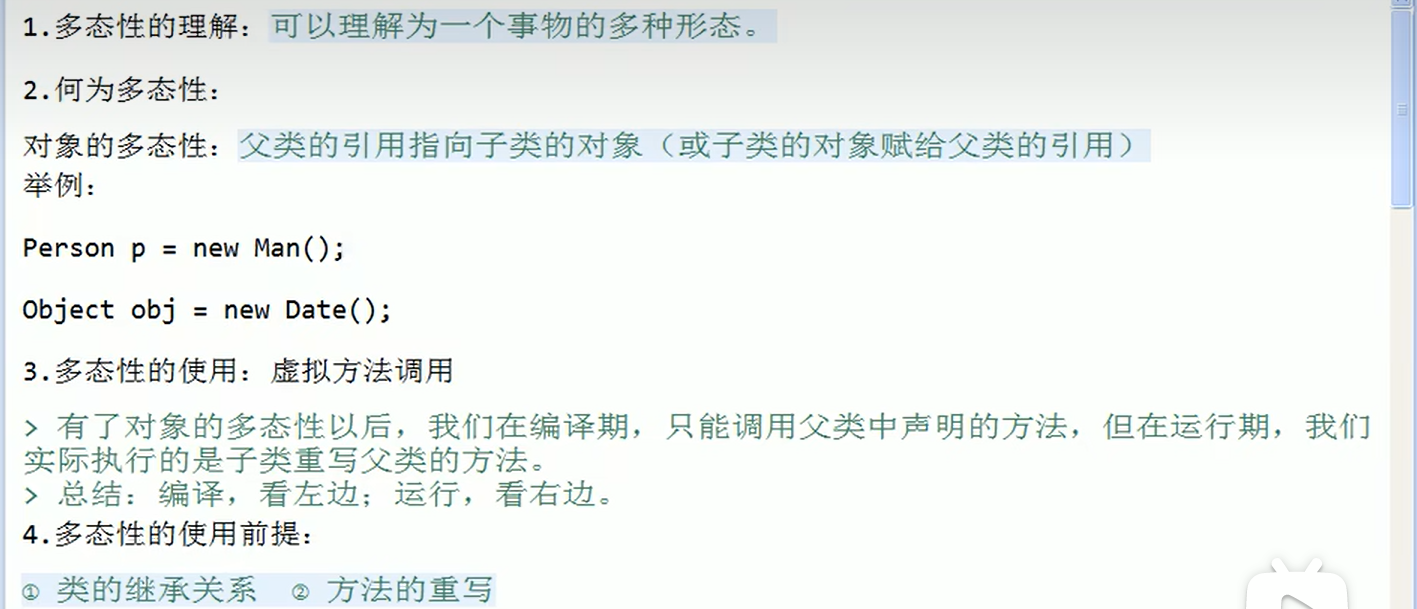 1.多态性的理解：可以理解为一个事物的多种形态。
2.何为多态性：
对象的多态性：父类的引用指向子类的对象（或子类的对象赋给父类的引用）
举例：
Person p = new Man();
Object obj = new Date();
3.多态性的使用：虚拟方法调用
> 有了对象的多态性以后，我们在编译期，只能调用父类中声明的方法，但在运行期，我们
实际执行的是子类重写父类的方法。
> 总结：编译，看左边；运行，看右边。
4.多态性的使用前提：
① 类的继承关系 ② 方法的重写